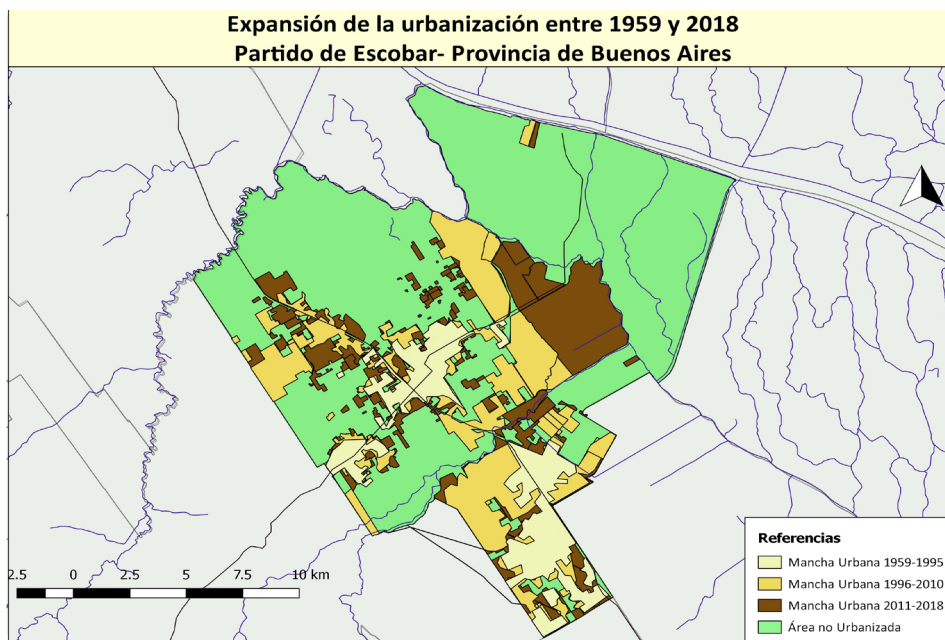 Expansión de la urbanización entre 1959 y 2018
Partido de Escobar- Provincia de Buenos Aires
2.5 0 2.5 5 7.5 10 km
Referencias
Mancha Urbana 1959-1995
Mancha Urbana 1996-2010
Mancha Urbana 2011-2018
Área no Urbanizada